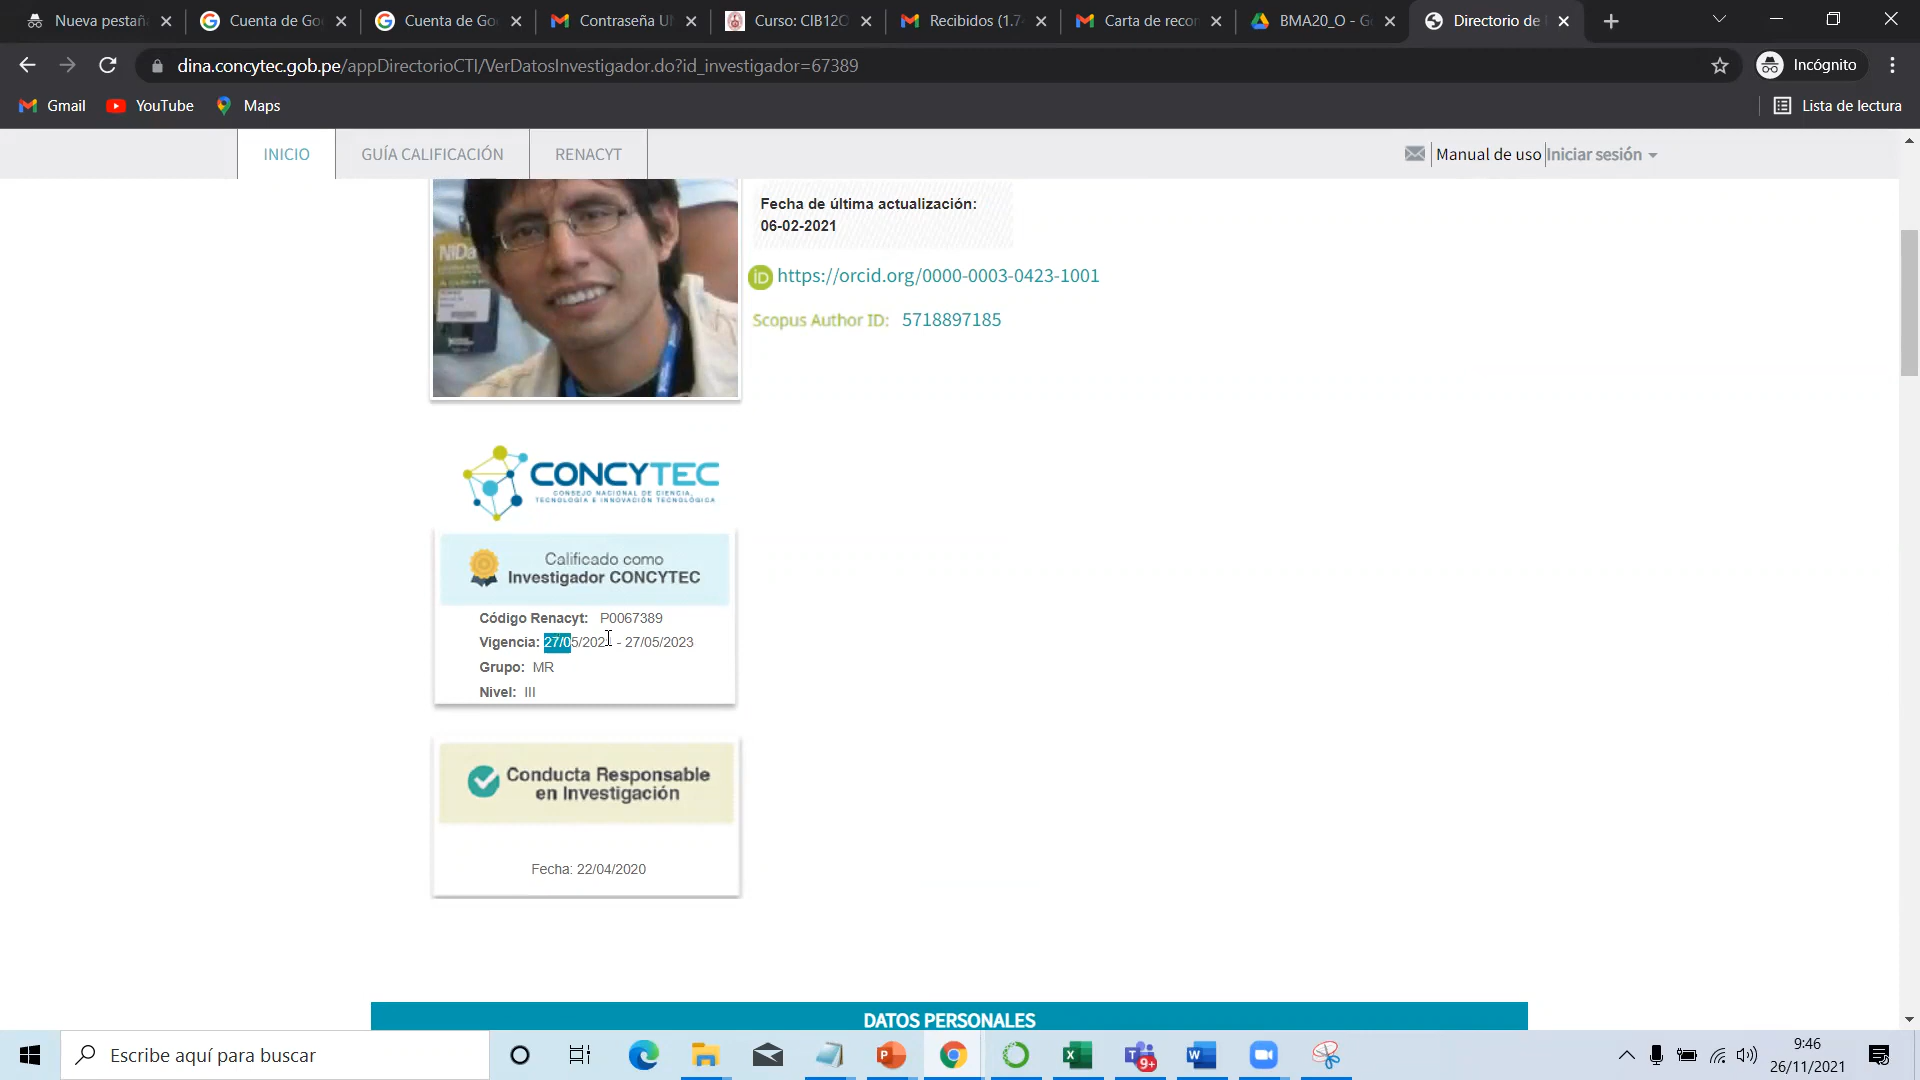 Nueva pestaña
Cuenta de Go
Cuenta de Go
Contraseña U
Curso: CIB12O
Recibidos (1.7
Carta de reco
BMA20_O - G
Directorio de
dina.concytec.gob.pe/appDirectorioCTI/VerDatosInvestigador.do?id_investigador=67389
Incógnito
Gmail
YouTube
Maps
Lista de lectura
INICIO
GUÍA CALIFICACIÓN
RENACYT
Manual de uso
Iniciar sesión
Fecha de última actualización:
06-02-2021
iD https://orcid.org/0000-0003-0423-1001
Scopus Author ID: 5718897185
CONCYTEC
CONSEJO NACIONAL DE CIENCIA,
TECNOLOGÍA E INNOVACIÓN TECNOLÓGICA
Calificado como
Investigador CONCYTEC
Código Renacyt: P0067389
Vigencia: 27/05/2021 - 27/05/2023
Grupo: MR
Nivel: III
Conducta Responsable
en Investigación
Fecha: 22/04/2020
DATOS PERSONALES
Escribe aquí para buscar
9+
9:46
26/11/2021